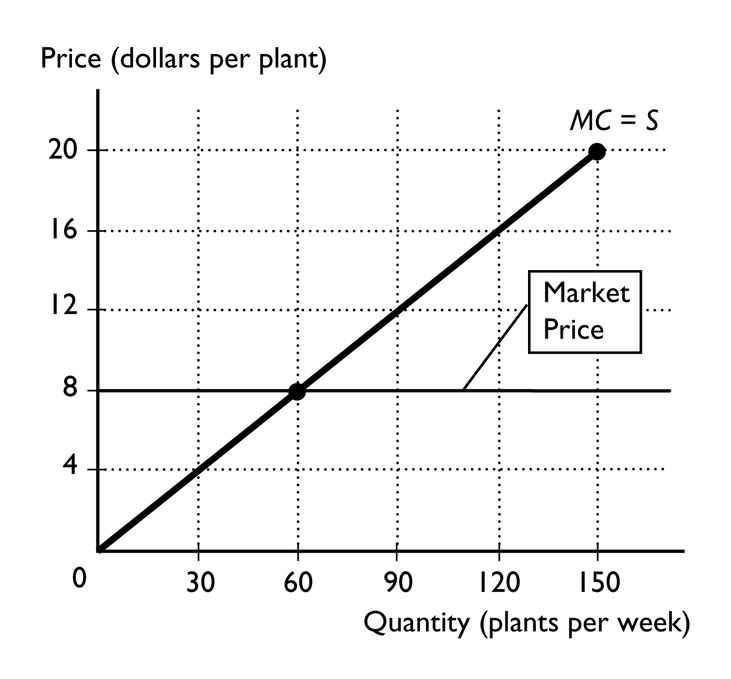 Price (dollars per plant)
MC = S
20
16
12
8
4
0
Market
Price
30 60 90 120 150
Quantity (plants per week)